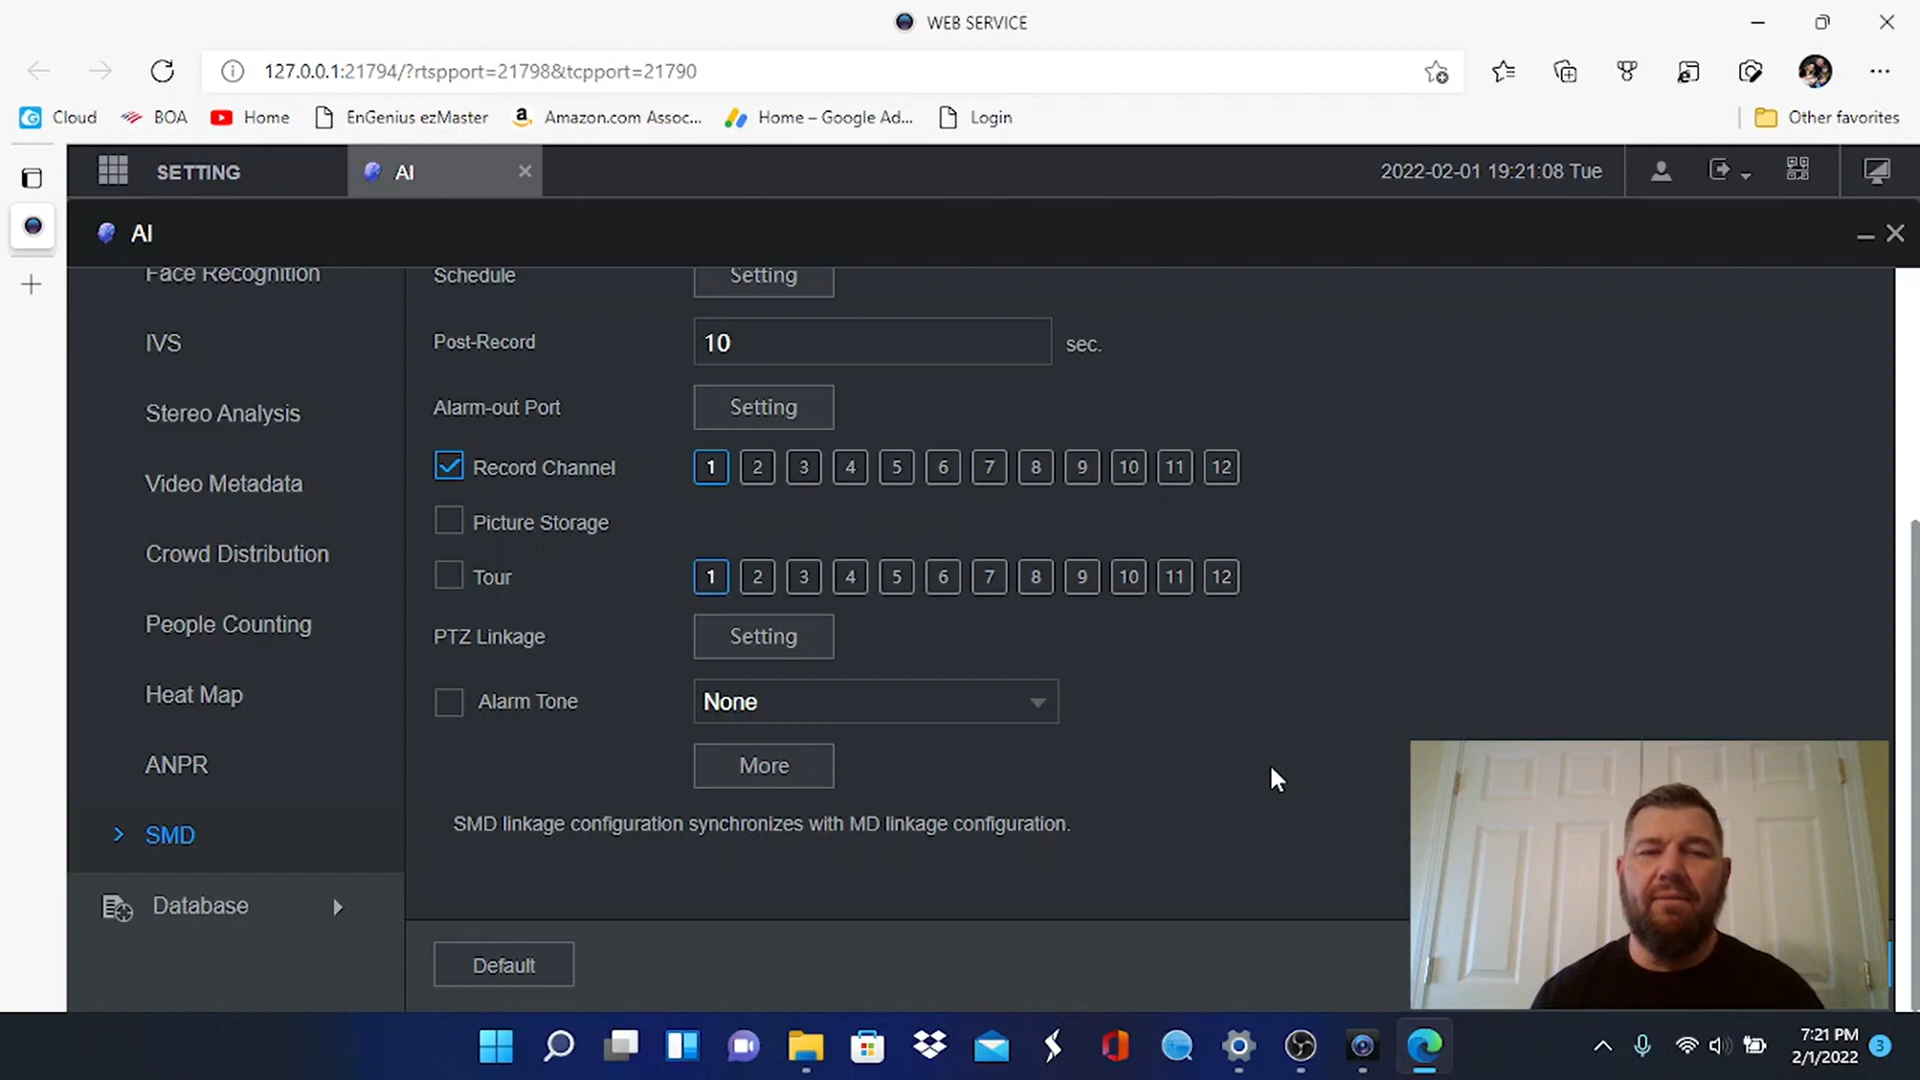 WEB SERVICE
127.0.0.1:21794/?rtspport=21798&tcpport=21790
Cloud BOA Home EnGenius ezMaster Amazon.com Assoc... Home – Google Ad... Login Other favorites
SETTING AI 2022-02-01 19:21:08 Tue
AI
Face Recognition
IVS
Stereo Analysis
Video Metadata
Crowd Distribution
People Counting
Heat Map
ANPR
SMD
Database
Schedule Setting
Post-Record 10 sec.
Alarm-out Port Setting
Record Channel 1 2 3 4 5 6 7 8 9 10 11 12
Picture Storage
Tour 1 2 3 4 5 6 7 8 9 10 11 12
PTZ Linkage Setting
Alarm Tone None
More
SMD linkage configuration synchronizes with MD linkage configuration.
Default
7:21 PM
2/1/2022 3